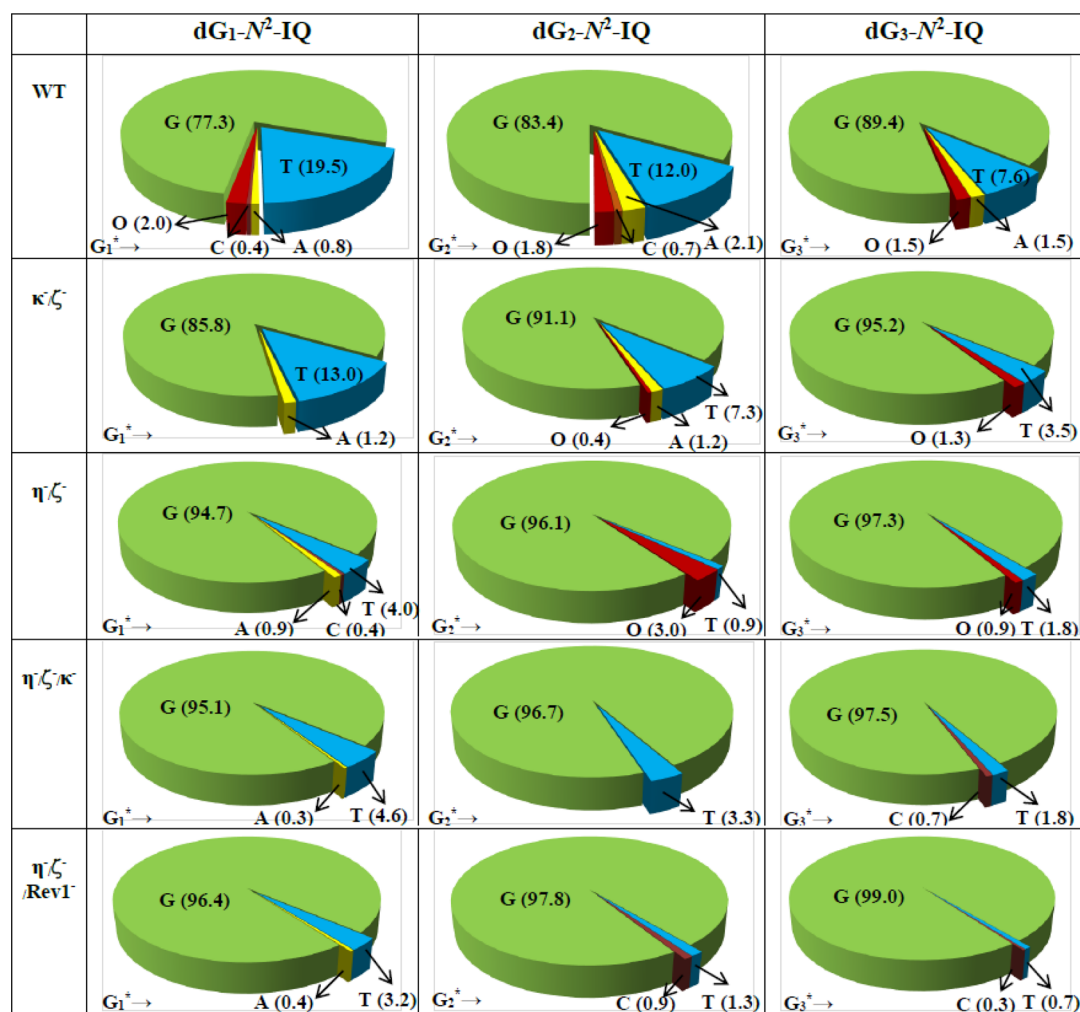 dG₁-N²-IQ dG₂-N²-IQ dG₃-N²-IQ
WT
G (77.3) T (19.5) O (2.0) C (0.4) A (0.8) G₁*→
G (83.4) T (12.0) O (1.8) C (0.7) A (2.1) G₂*→
G (89.4) T (7.6) O (1.5) A (1.5) G₃*→
κ⁻/ζ⁻
G (85.8) T (13.0) A (1.2) G₁*→
G (91.1) T (7.3) O (0.4) A (1.2) G₂*→
G (95.2) T (3.5) O (1.3) G₃*→
η⁻/ζ⁻
G (94.7) T (4.0) A (0.9) C (0.4) G₁*→
G (96.1) O (3.0) T (0.9) G₂*→
G (97.3) O (0.9) T (1.8) G₃*→
η⁻/ζ⁻/κ⁻
G (95.1) A (0.3) T (4.6) G₁*→
G (96.7) T (3.3) G₂*→
G (97.5) C (0.7) T (1.8) G₃*→
η⁻/ζ⁻
/Rev1⁻
G (96.4) A (0.4) T (3.2) G₁*→
G (97.8) C (0.9) T (1.3) G₂*→
G (99.0) C (0.3) T (0.7) G₃*→